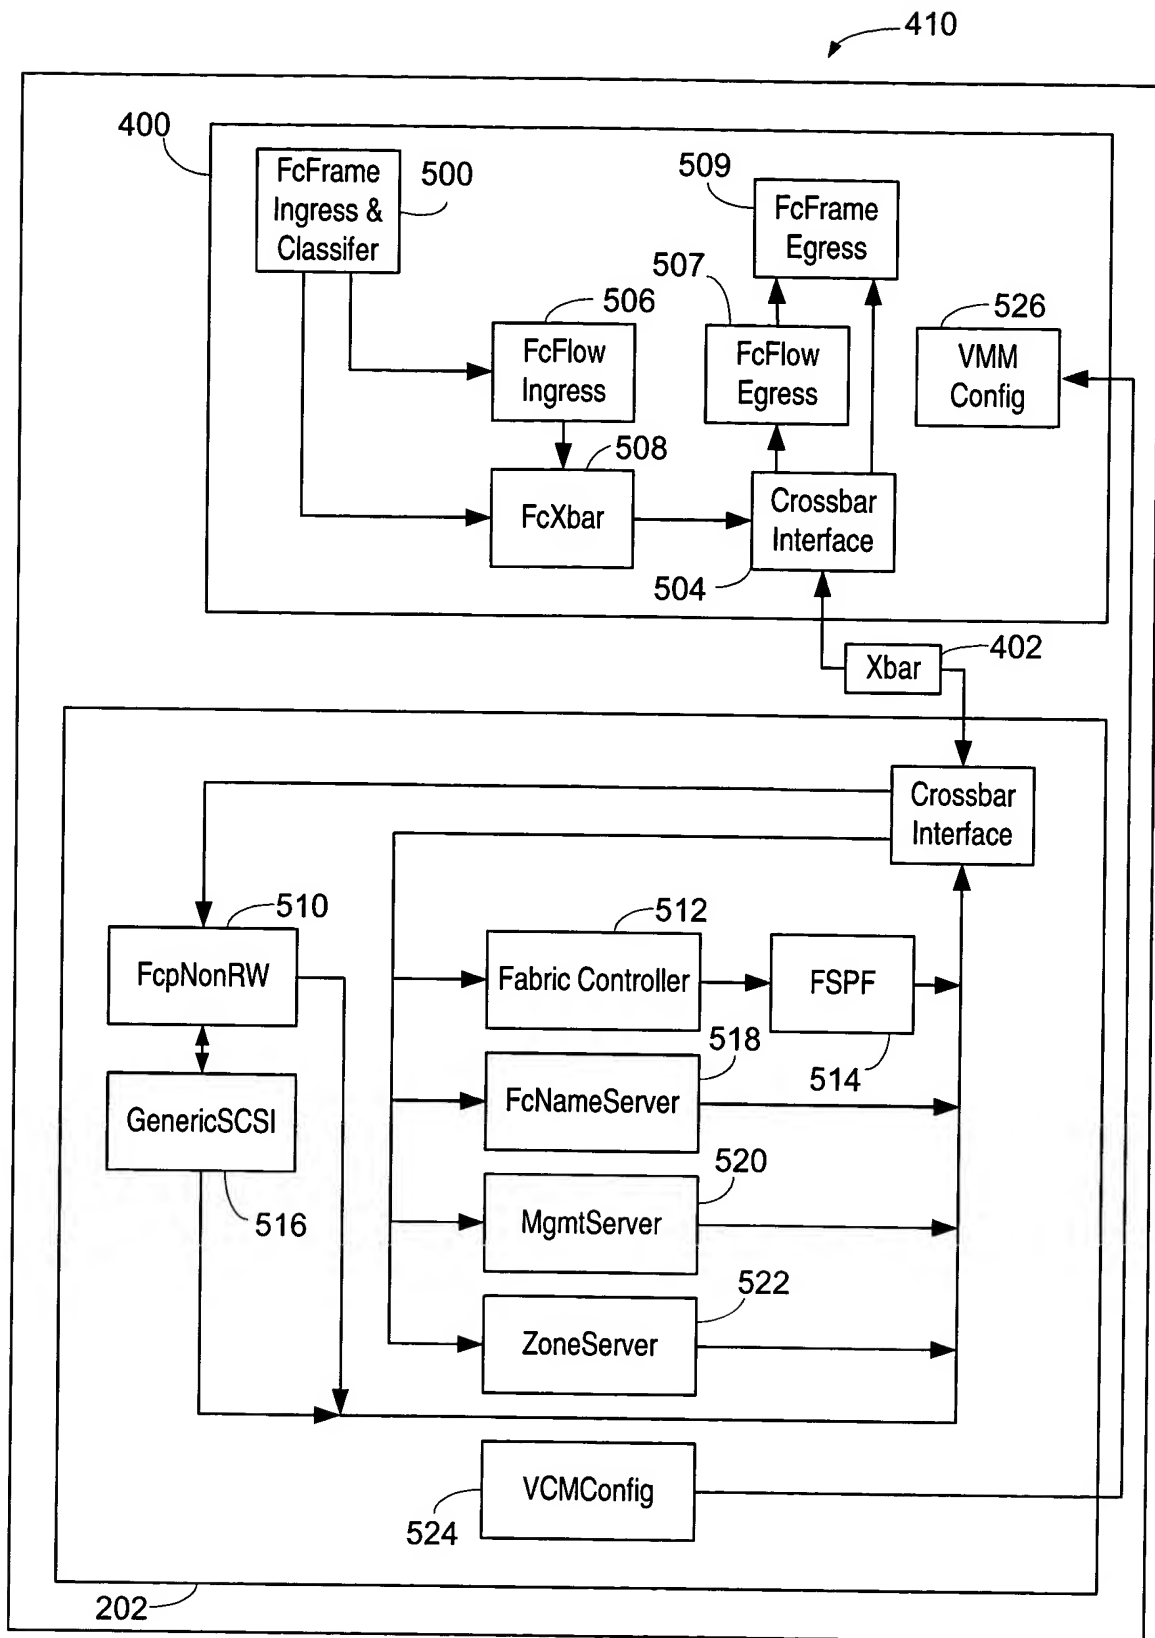 410
400
FcFrame
Ingress &
Classifer
500
509
FcFrame
Egress
507
506
526
FcFlow
Ingress
FcFlow
Egress
VMM
Config
508
FcXbar
Crossbar
Interface
504
Xbar
402
Crossbar
Interface
510
512
FcpNonRW
Fabric Controller
FSPF
518
514
GenericSCSI
FcNameServer
520
516
MgmtServer
522
ZoneServer
VCMConfig
524
202